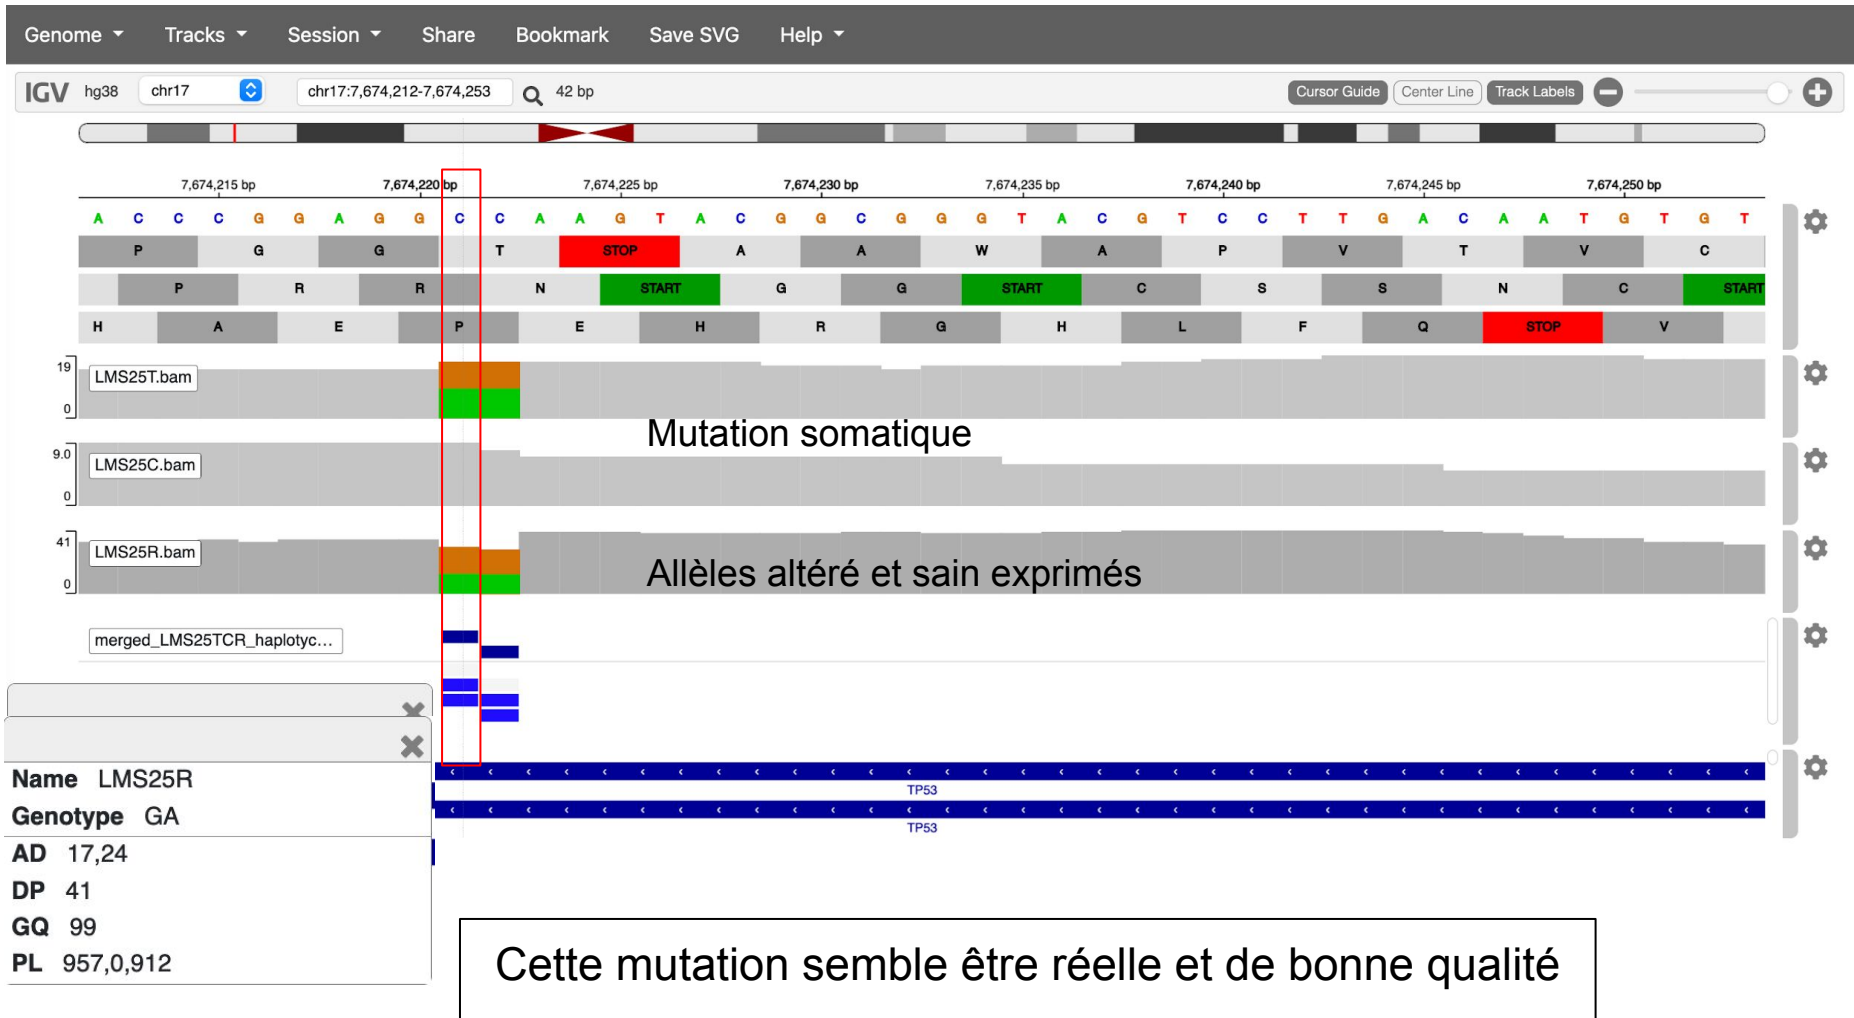 Genome Tracks Session Share Bookmark Save SVG Help
IGV hg38 chr17 chr17:7,674,212-7,674,253 42 bp Cursor Guide Center Line Track Labels
7,674,215 bp 7,674,220 bp 7,674,225 bp 7,674,230 bp 7,674,235 bp 7,674,240 bp 7,674,245 bp 7,674,250 bp
A C C C G G A G G C C A A G T A C G G C G G G T A C G T C C T T G A C A A T G T G T
P G G T STOP A A W A P V T V C
P R R N START G G START C S S N C START
H A E P E H R G H L F Q STOP V
19
LMS25T.bam
0
Mutation somatique
9.0
LMS25C.bam
0
41
LMS25R.bam
0
Allèles altéré et sain exprimés
merged_LMS25TCR_haplotyc...
TP53
TP53
Name LMS25R
Genotype GA
AD 17,24
DP 41
GQ 99
PL 957,0,912
Cette mutation semble être réelle et de bonne qualité